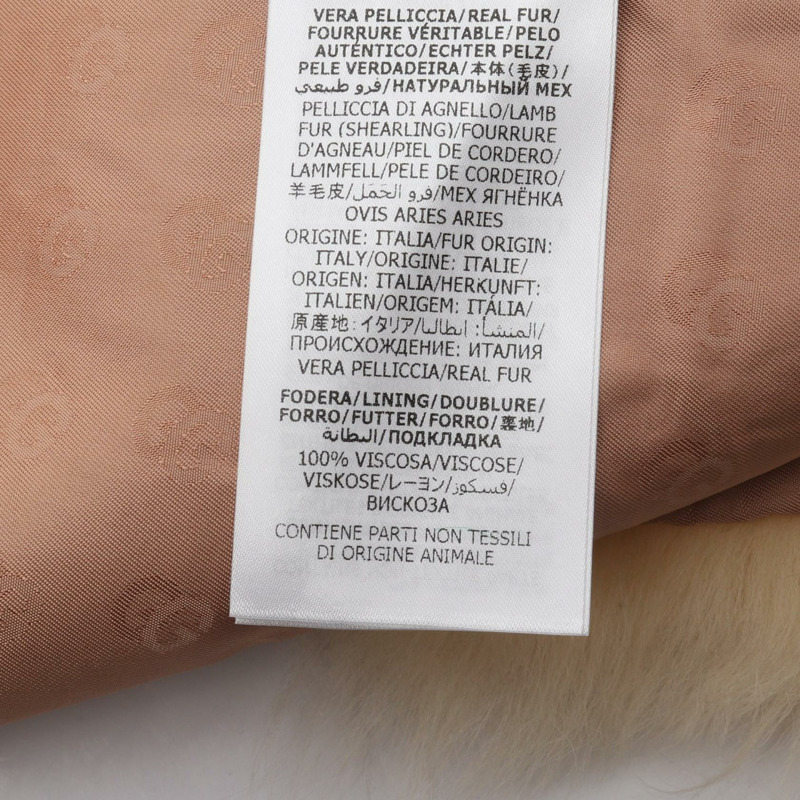 VERA PELLICCIA/REAL FUR/
FOURRURE VÉRITABLE/PELO
AUTÉNTICO/ECHTER PELZ/
PELE VERDADEIRA/本体(毛皮)/
فرو طبيعي/НАТУРАЛЬНЫЙ МЕХ
PELLICCIA DI AGNELLO/LAMB
FUR (SHEARLING)/FOURRURE
D'AGNEAU/PIEL DE CORDERO/
LAMMFELL/PELE DE CORDEIRO/
羊毛皮/فرو الحَمَل/МЕХ ЯГНЁНКА
OVIS ARIES ARIES
ORIGINE: ITALIA/FUR ORIGIN:
ITALY/ORIGINE: ITALIE/
ORIGEN: ITALIA/HERKUNFT:
ITALIEN/ORIGEM: ITÁLIA/
原産地:イタリア/المنشأ: ايطاليا/
ПРОИСХОЖДЕНИЕ: ИТАЛИЯ
VERA PELLICCIA/REAL FUR
FODERA/LINING/DOUBLURE/
FORRO/FUTTER/FORRO/裏地/
البطانة/ПОДКЛАДКА
100% VISCOSA/VISCOSE/
VISKOSE/レーヨン/فسكوز/
ВИСКОЗА
CONTIENE PARTI NON TESSILI
DI ORIGINE ANIMALE